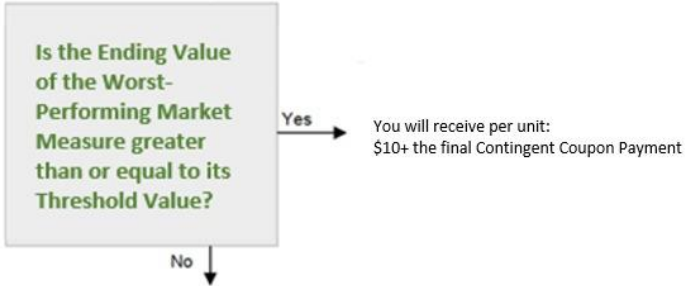 Is the Ending Value
of the Worst-
Performing Market
Measure greater
than or equal to its
Threshold Value?
Yes
You will receive per unit:
$10+ the final Contingent Coupon Payment
No